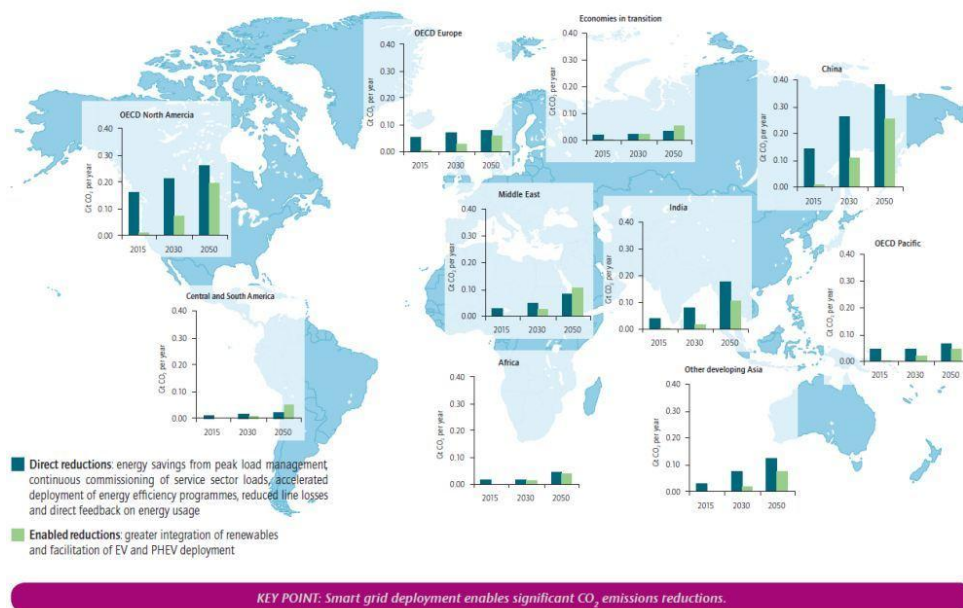 Economies in transition
0.40
0.30
0.20
0.10
0.00
2015 2030 2050
OECD Europe
0.40
0.30
0.20
0.10
0.00
Gt CO₂ per year
2015 2030 2050
China
0.40
0.30
0.20
0.10
0.00
Gt CO₂ per year
2015 2030 2050
OECD North Amercia
0.40
0.30
0.20
0.10
0.00
Gt CO₂ per year
2015 2030 2050
Middle East
0.40
0.30
0.20
0.10
0.00
Gt CO₂ per year
2015 2030 2050
India
0.40
0.30
0.20
0.10
0.00
Gt CO₂ per year
2015 2030 2050
OECD Pacific
0.40
0.30
0.20
0.10
0.00
Gt CO₂ per year
2015 2030 2050
Central and South America
0.40
0.30
0.20
0.10
0.00
Gt CO₂ per year
2015 2030 2050
Africa
0.40
0.30
0.20
0.10
0.00
Gt CO₂ per year
2015 2030 2050
Other developing Asia
0.40
0.30
0.20
0.10
0.00
Gt CO₂ per year
2015 2030 2050
Direct reductions: energy savings from peak load management,
continuous commissioning of service sector loads, accelerated
deployment of energy efficiency programmes, reduced line losses
and direct feedback on energy usage
Enabled reductions: greater integration of renewables
and facilitation of EV and PHEV deployment
KEY POINT: Smart grid deployment enables significant CO₂ emissions reductions.